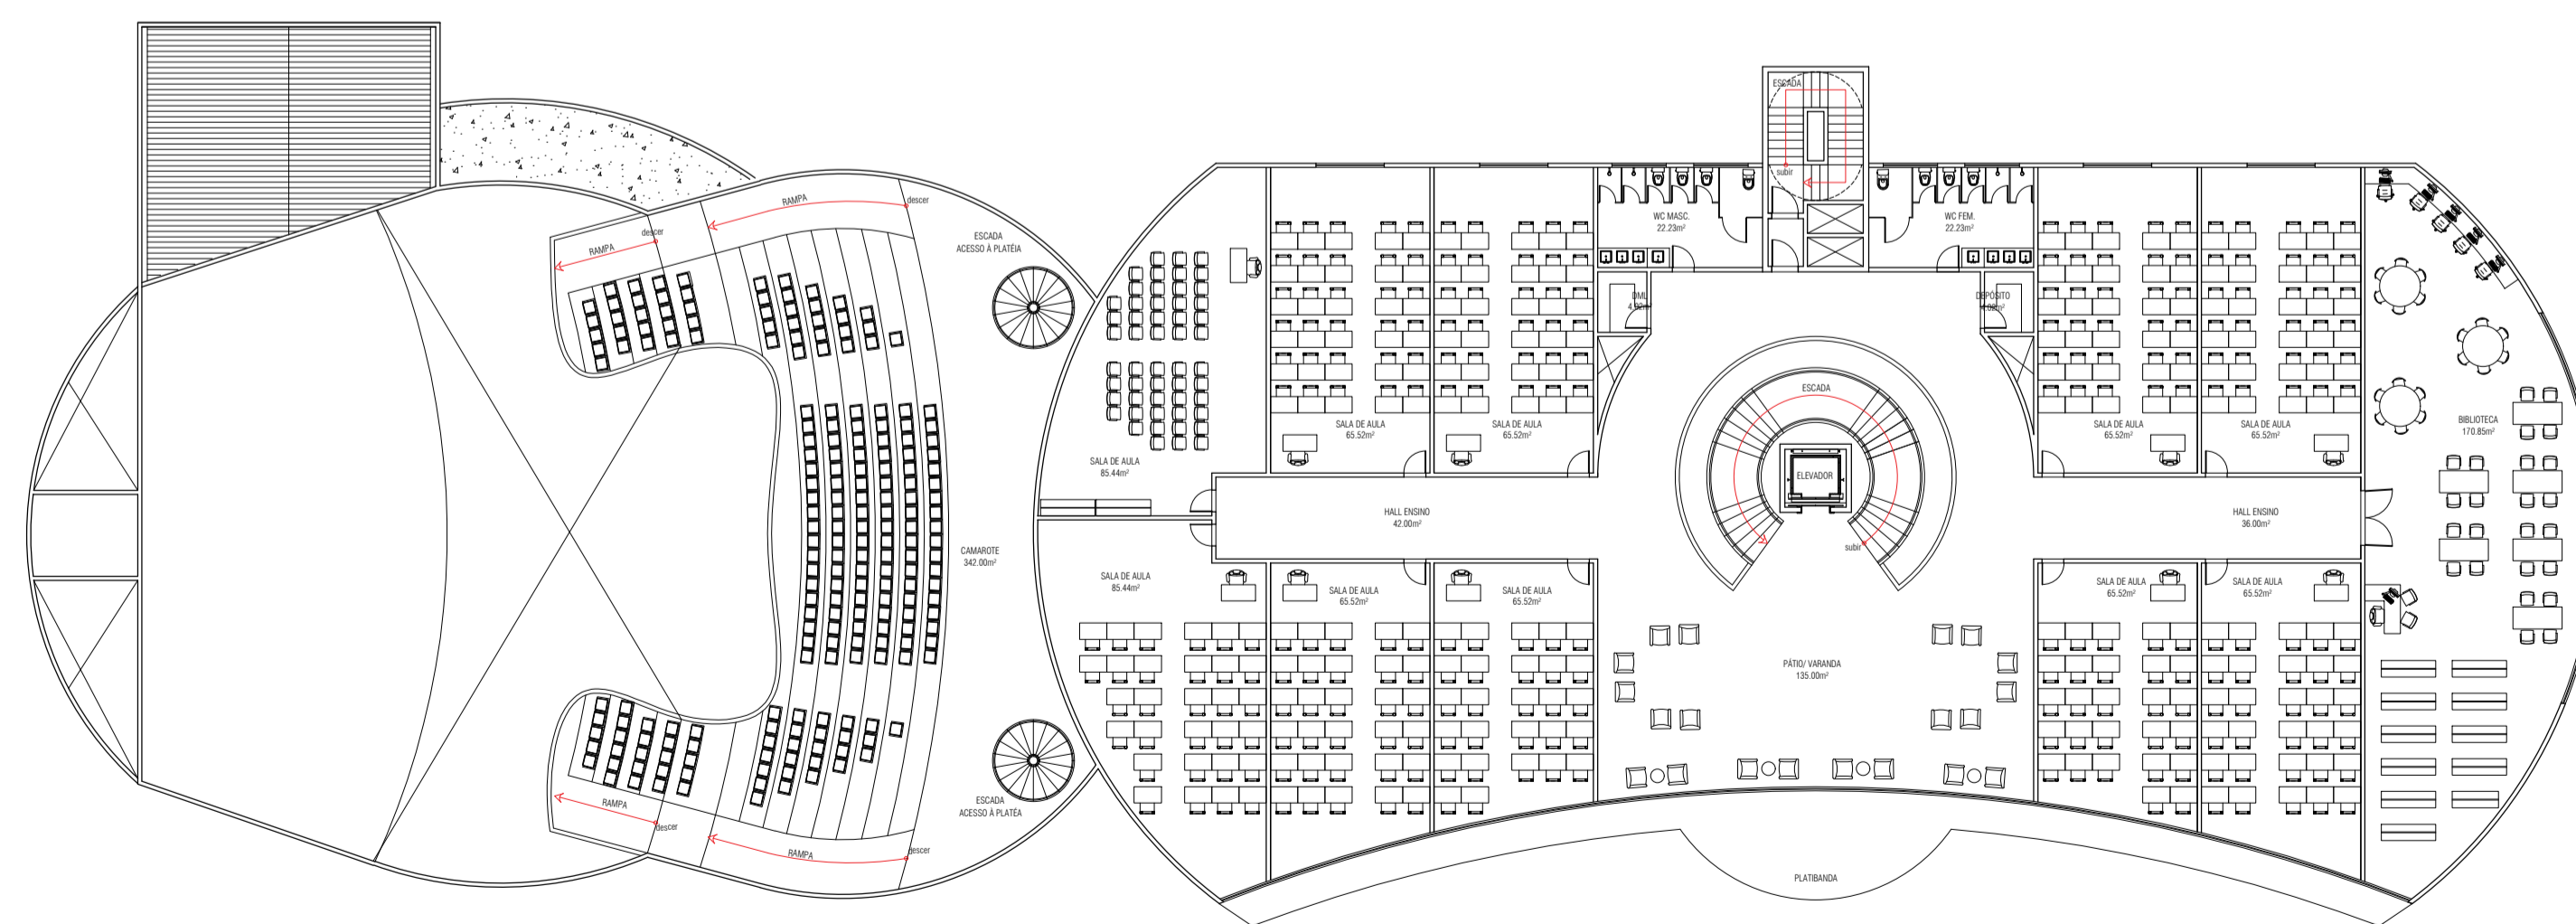 RAMPA
descer
RAMPA
descer
ESCADA
ACESSO À PLATÉIA
CAMAROTE
342.00m²
ESCADA
ACESSO À PLATÉA
RAMPA
descer
RAMPA
descer
SALA DE AULA
85.44m²
SALA DE AULA
85.44m²
SALA DE AULA
65.52m²
SALA DE AULA
65.52m²
HALL ENSINO
42.00m²
SALA DE AULA
65.52m²
SALA DE AULA
65.52m²
WC MASC.
22.23m²
DML
ESCADA
subir
WC FEM.
22.23m²
DEPÓSITO
ESCADA
ELEVADOR
subir
PÁTIO/ VARANDA
135.00m²
PLATIBANDA
SALA DE AULA
65.52m²
SALA DE AULA
65.52m²
HALL ENSINO
36.00m²
SALA DE AULA
65.52m²
SALA DE AULA
65.52m²
BIBLIOTECA
170.85m²